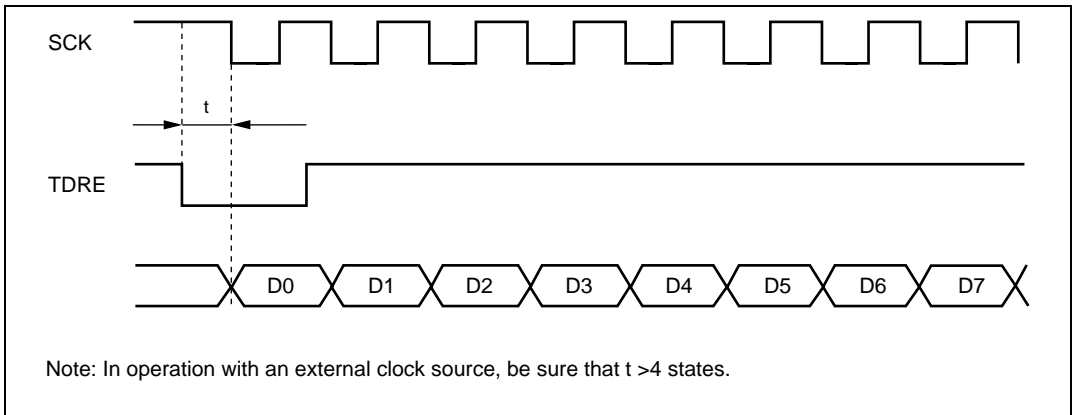 SCK
t
TDRE
D0 D1 D2 D3 D4 D5 D6 D7
Note: In operation with an external clock source, be sure that t >4 states.